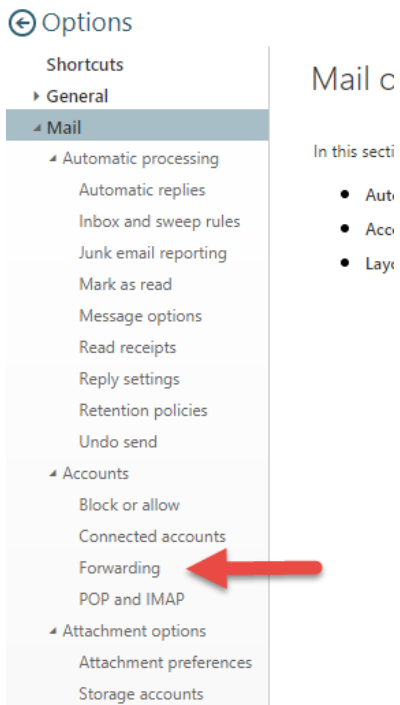 Options
Shortcuts
General
Mail
Automatic processing
Automatic replies
Inbox and sweep rules
Junk email reporting
Mark as read
Message options
Read receipts
Reply settings
Retention policies
Undo send
Accounts
Block or allow
Connected accounts
Forwarding
POP and IMAP
Attachment options
Attachment preferences
Storage accounts
Mail
In this